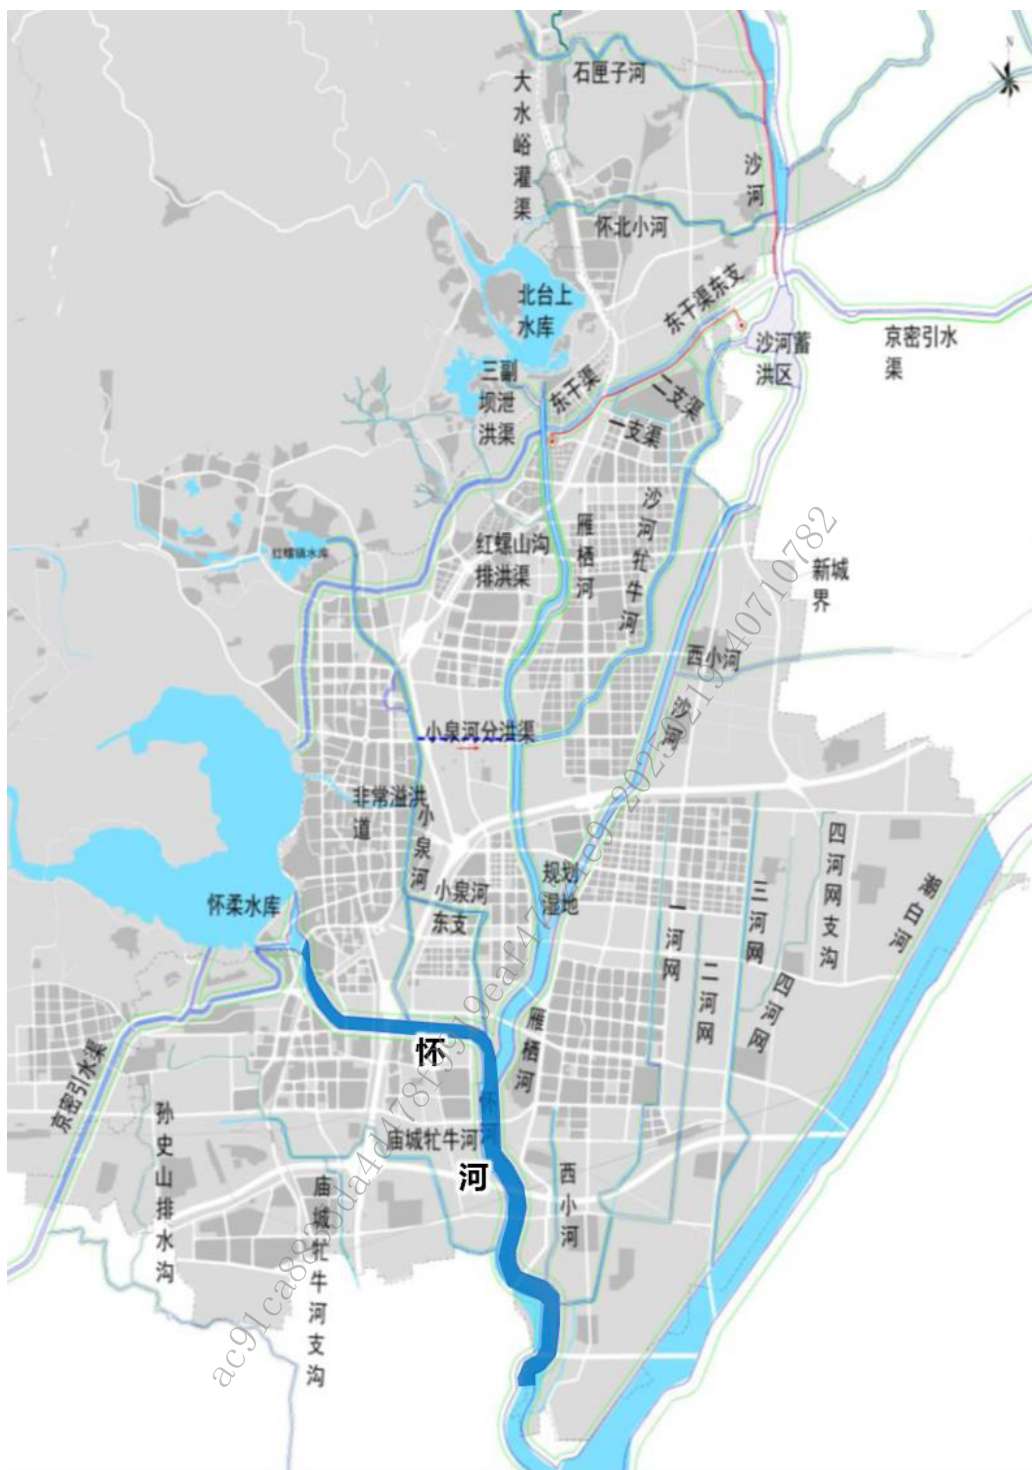 N
石匣子河
大水峪灌渠
沙河
怀北小河
北台上
水库
东干渠东支
京密引水
渠
沙河蓄
洪区
三副
坝泄
洪渠
东干渠
二支渠
一支渠
沙河牤牛河
雁栖河
红螺山沟
排洪渠
红螺镇水库
新城
界
西小河
沙河
小泉河分洪渠
非常溢洪
道
小泉河
规划
湿地
小泉河
东支
怀柔水库
一河网
二河网
三河网
四河网
四河网支沟
潮白河
雁栖河
怀
河
怀
京密引水渠
孙史山排水沟
庙城牤牛河
庙城牤牛河支沟
西小河